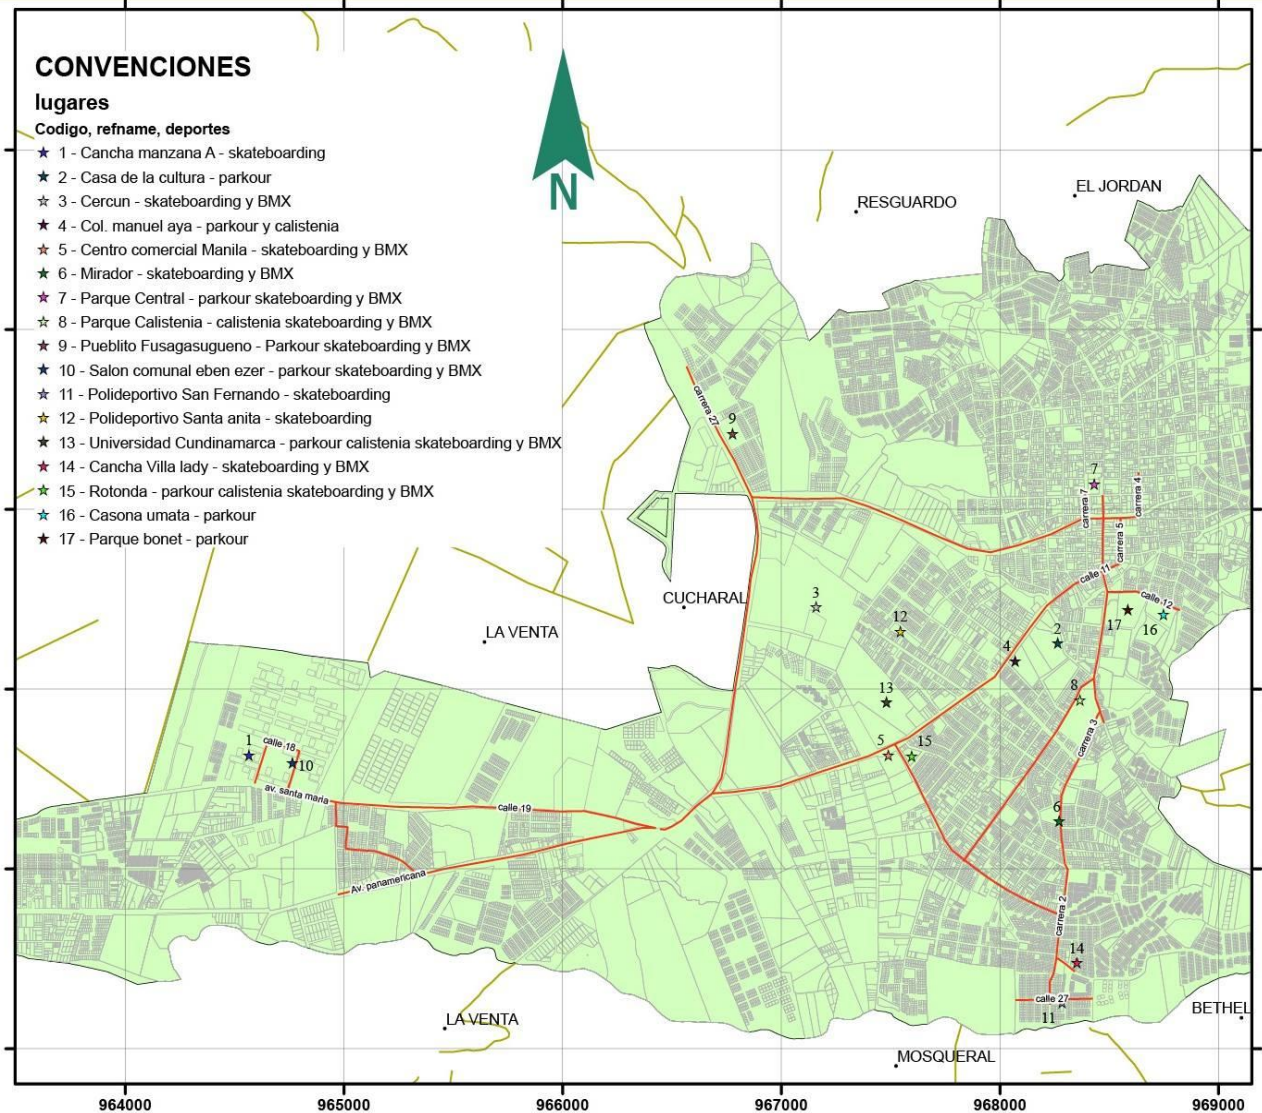 CONVENCIONES
lugares
Codigo, refname, deportes
1 - Cancha manzana A - skateboarding
2 - Casa de la cultura - parkour
3 - Cercun - skateboarding y BMX
4 - Col. manuel aya - parkour y calistenia
5 - Centro comercial Manila - skateboarding y BMX
6 - Mirador - skateboarding y BMX
7 - Parque Central - parkour skateboarding y BMX
8 - Parque Calistenia - calistenia skateboarding y BMX
9 - Pueblito Fusagasugueno - Parkour skateboarding y BMX
10 - Salon comunal eben ezer - parkour skateboarding y BMX
11 - Polideportivo San Fernando - skateboarding
12 - Polideportivo Santa anita - skateboarding
13 - Universidad Cundinamarca - parkour calistenia skateboarding y BMX
14 - Cancha Villa lady - skateboarding y BMX
15 - Rotonda - parkour calistenia skateboarding y BMX
16 - Casona umata - parkour
17 - Parque bonet - parkour
N
RESGUARDO
EL JORDAN
carrera 27
9
7
carrera 7
carrera 4
carrera 5
calle 11
CUCHARAL
3
12
calle 12
17
16
LA VENTA
4
2
13
8
1
calle 18
10
5
15
carrera 3
av. santa maria
calle 19
6
Av. panamericana
carrera 2
14
calle 27
11
LA VENTA
BETHEL
MOSQUERAL
964000
965000
966000
967000
968000
969000